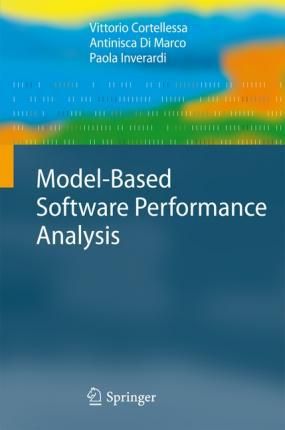 Vittorio Cortellessa
Antinisca Di Marco
Paola Inverardi
Model-Based
Software Performance
Analysis
Springer